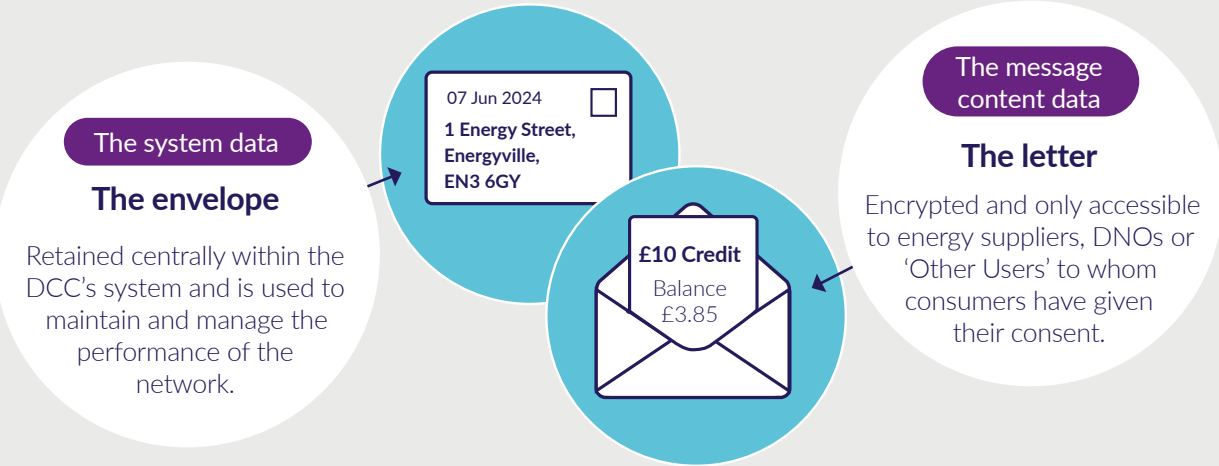 The system data
The envelope
Retained centrally within the
DCC's system and is used to
maintain and manage the
performance of the
network.
07 Jun 2024
1 Energy Street,
Energyville,
EN3 6GY
£10 Credit
Balance
£3.85
The message
content data
The letter
Encrypted and only accessible
to energy suppliers, DNOs or
‘Other Users’ to whom
consumers have given
their consent.